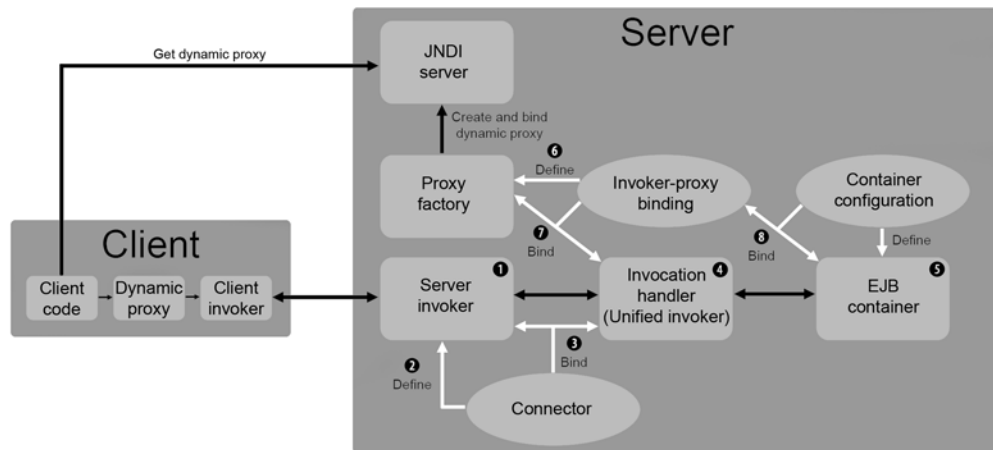 Server
Get dynamic proxy
JNDI
server
Create and bind
dynamic proxy
6
Define
Proxy
factory
Invoker-proxy
binding
Container
configuration
7
Bind
8
Bind
Define
Client
Client
code
Dynamic
proxy
Client
invoker
1
Server
invoker
4
Invocation
handler
(Unified invoker)
5
EJB
container
2
Define
3
Bind
Connector